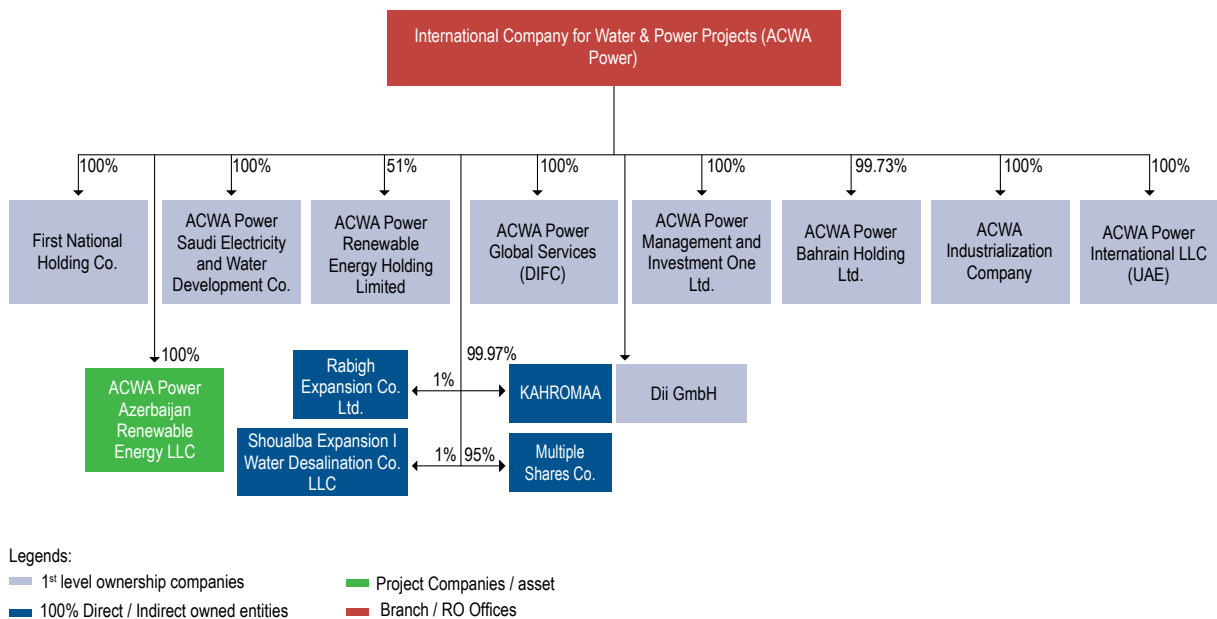 International Company for Water & Power Projects (ACWA
Power)
100%
100%
51%
100%
100%
99.73%
100%
100%
First National
Holding Co.
ACWA Power
Saudi Electricity
and Water
Development Co.
ACWA Power
Renewable
Energy Holding
Limited
ACWA Power
Global Services
(DIFC)
ACWA Power
Management and
Investment One
Ltd.
ACWA Power
Bahrain Holding
Ltd.
ACWA
Industrialization
Company
ACWA Power
International LLC
(UAE)
100%
ACWA Power
Azerbaijan
Renewable
Energy LLC
Rabigh
Expansion Co.
Ltd.
1%
99.97%
KAHROMAA
Dii GmbH
Shoualba Expansion I
Water Desalination Co.
LLC
1%
95%
Multiple
Shares Co.
Legends:
1st level ownership companies
Project Companies / asset
100% Direct / Indirect owned entities
Branch / RO Offices